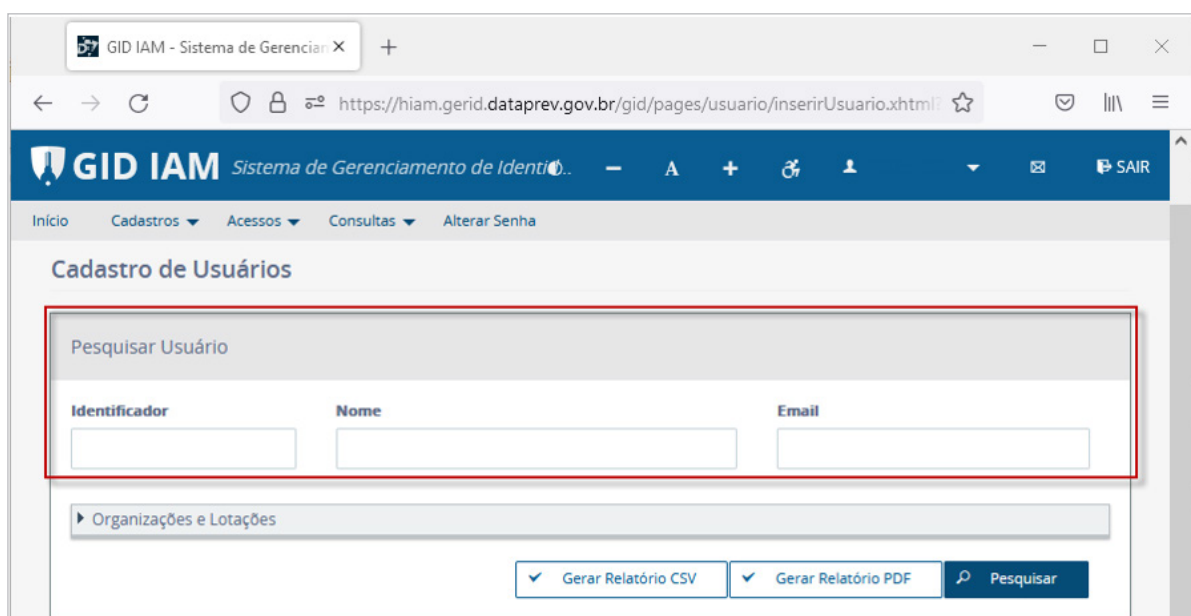 GID IAM - Sistema de Gerencian
https://hiam.gerid.dataprev.gov.br/gid/pages/usuario/inserirUsuario.xhtml?
GID IAM Sistema de Gerenciamento de Identi.. A SAIR
Início Cadastros Acessos Consultas Alterar Senha
Cadastro de Usuários
Pesquisar Usuário
Identificador Nome Email
Organizações e Lotações
Gerar Relatório CSV Gerar Relatório PDF Pesquisar